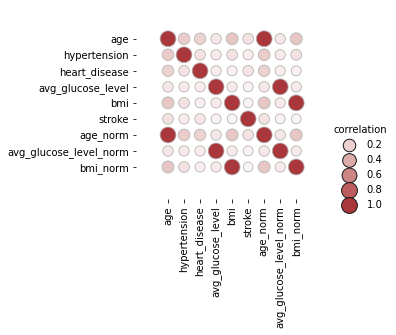 age
hypertension
heart_disease
avg_glucose_level
bmi
stroke
age_norm
avg_glucose_level_norm
bmi_norm
correlation
0.2
0.4
0.6
0.8
1.0
age
hypertension
heart_disease
avg_glucose_level
bmi
stroke
age_norm
avg_glucose_level_norm
bmi_norm